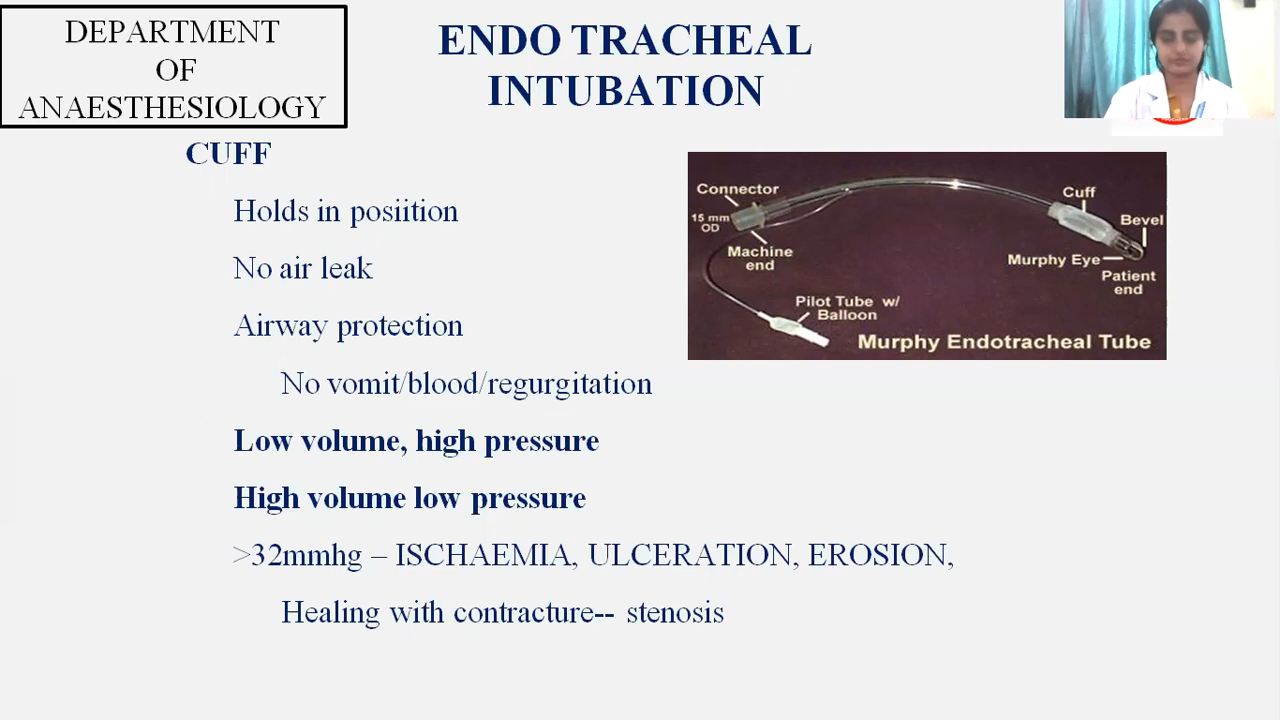 DEPARTMENT
OF
ANAESTHESIOLOGY
ENDO TRACHEAL
INTUBATION
CUFF
Holds in posiition
No air leak
Airway protection
No vomit/blood/regurgitation
Low volume, high pressure
High volume low pressure
>32mmhg – ISCHAEMIA, ULCERATION, EROSION,
Healing with contracture-- stenosis
Connector
15 mm
OD
Machine
end
Pilot Tube w/
Balloon
Cuff
Bevel
Murphy Eye
Patient
end
Murphy Endotracheal Tube